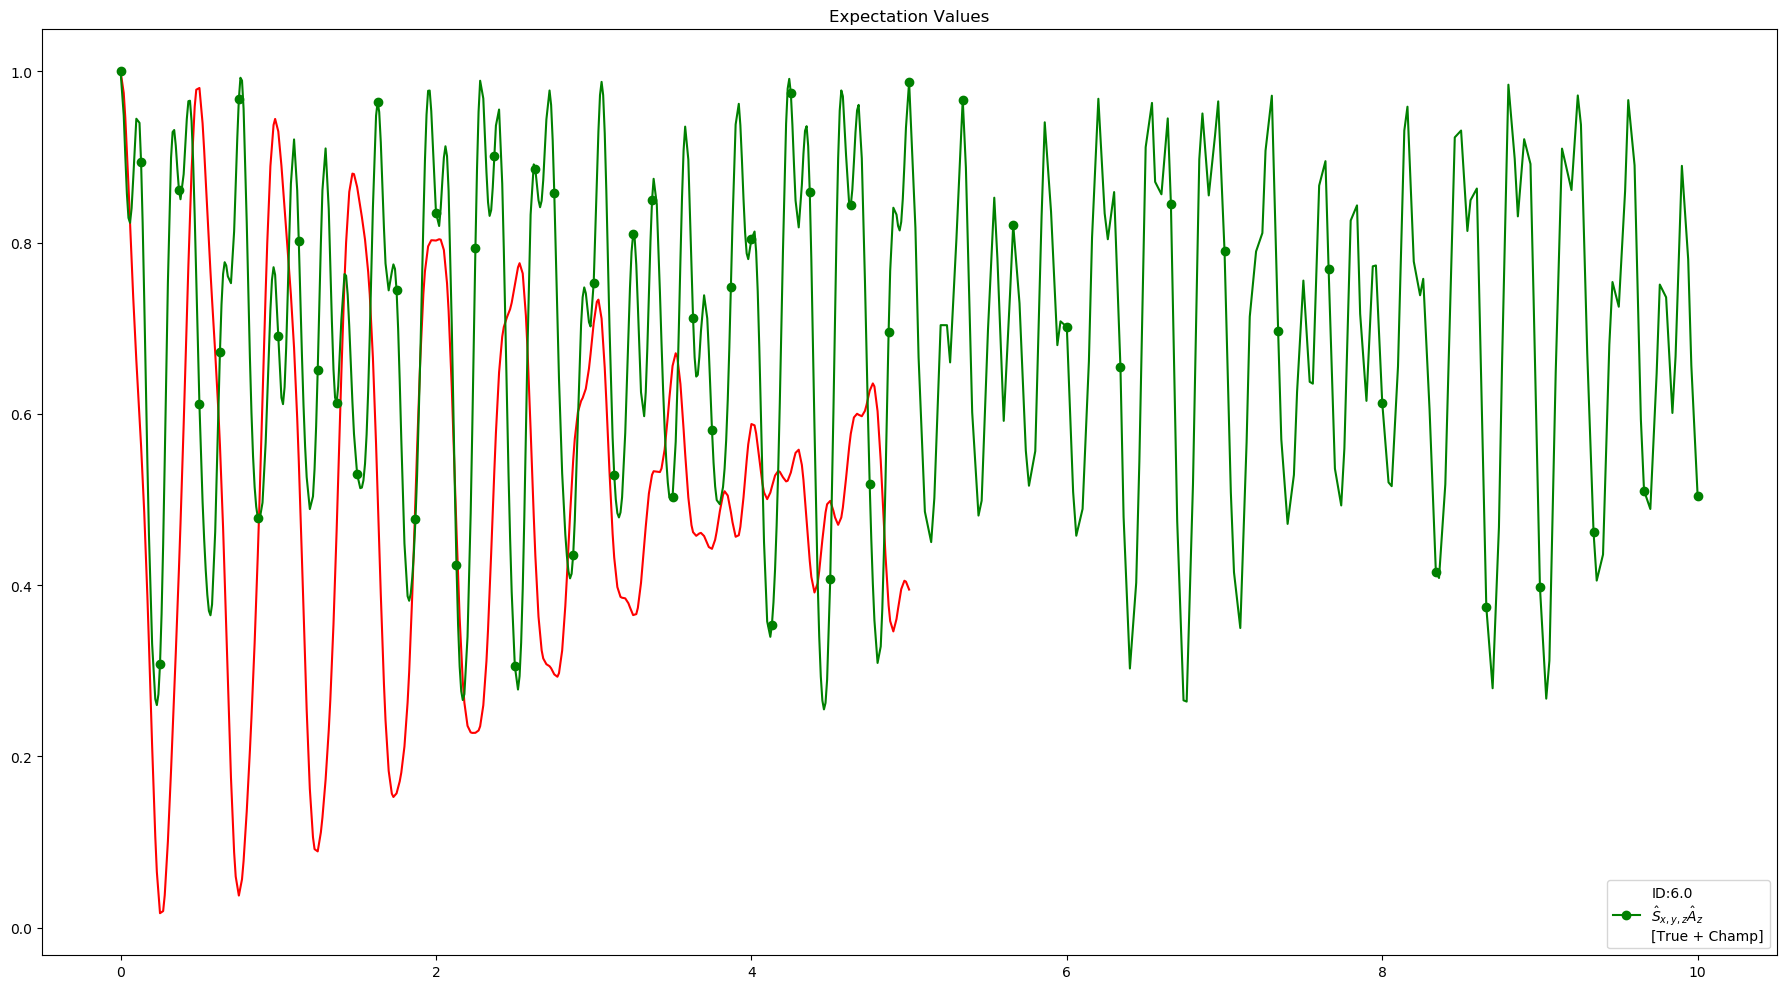 Expectation Values
1.0
0.8
0.6
0.4
0.2
0.0
0 2 4 6 8 10
ID:6.0
$\hat{S}_{x,y,z}\hat{A}_z$
[True + Champ]